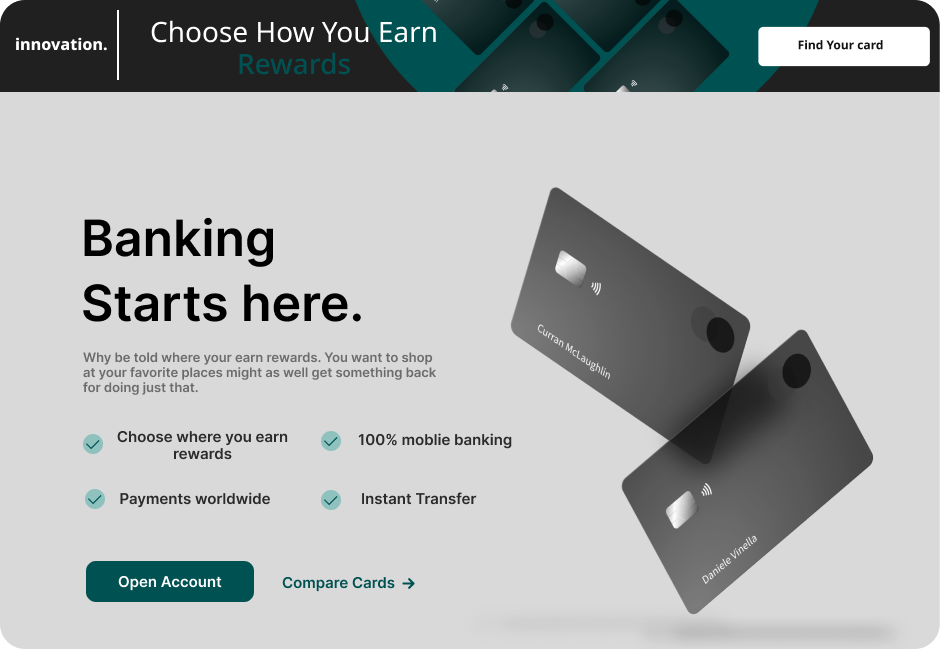 innovation.
Choose How You Earn
Rewards
Find Your card
Banking
Starts here.
Why be told where your earn rewards. You want to shop
at your favorite places might as well get something back
for doing just that.
Choose where you earn
rewards
100% moblie banking
Payments worldwide
Instant Transfer
Open Account
Compare Cards →
Curran McLaughlin
Daniele Vinella